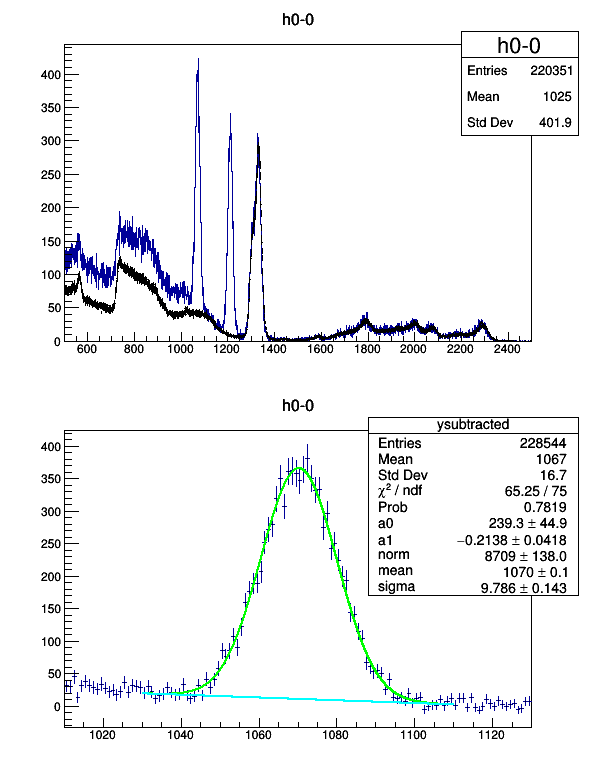 h0-0
h0-0
Entries 220351
Mean 1025
Std Dev 401.9
400
350
300
250
200
150
100
50
0
600 800 1000 1200 1400 1600 1800 2000 2200 2400
h0-0
ysubtracted
Entries 228544
Mean 1067
Std Dev 16.7
χ² / ndf 65.25 / 75
Prob 0.7819
a0 239.3 ± 44.9
a1 −0.2138 ± 0.0418
norm 8709 ± 138.0
mean 1070 ± 0.1
sigma 9.786 ± 0.143
400
350
300
250
200
150
100
50
0
1020 1040 1060 1080 1100 1120